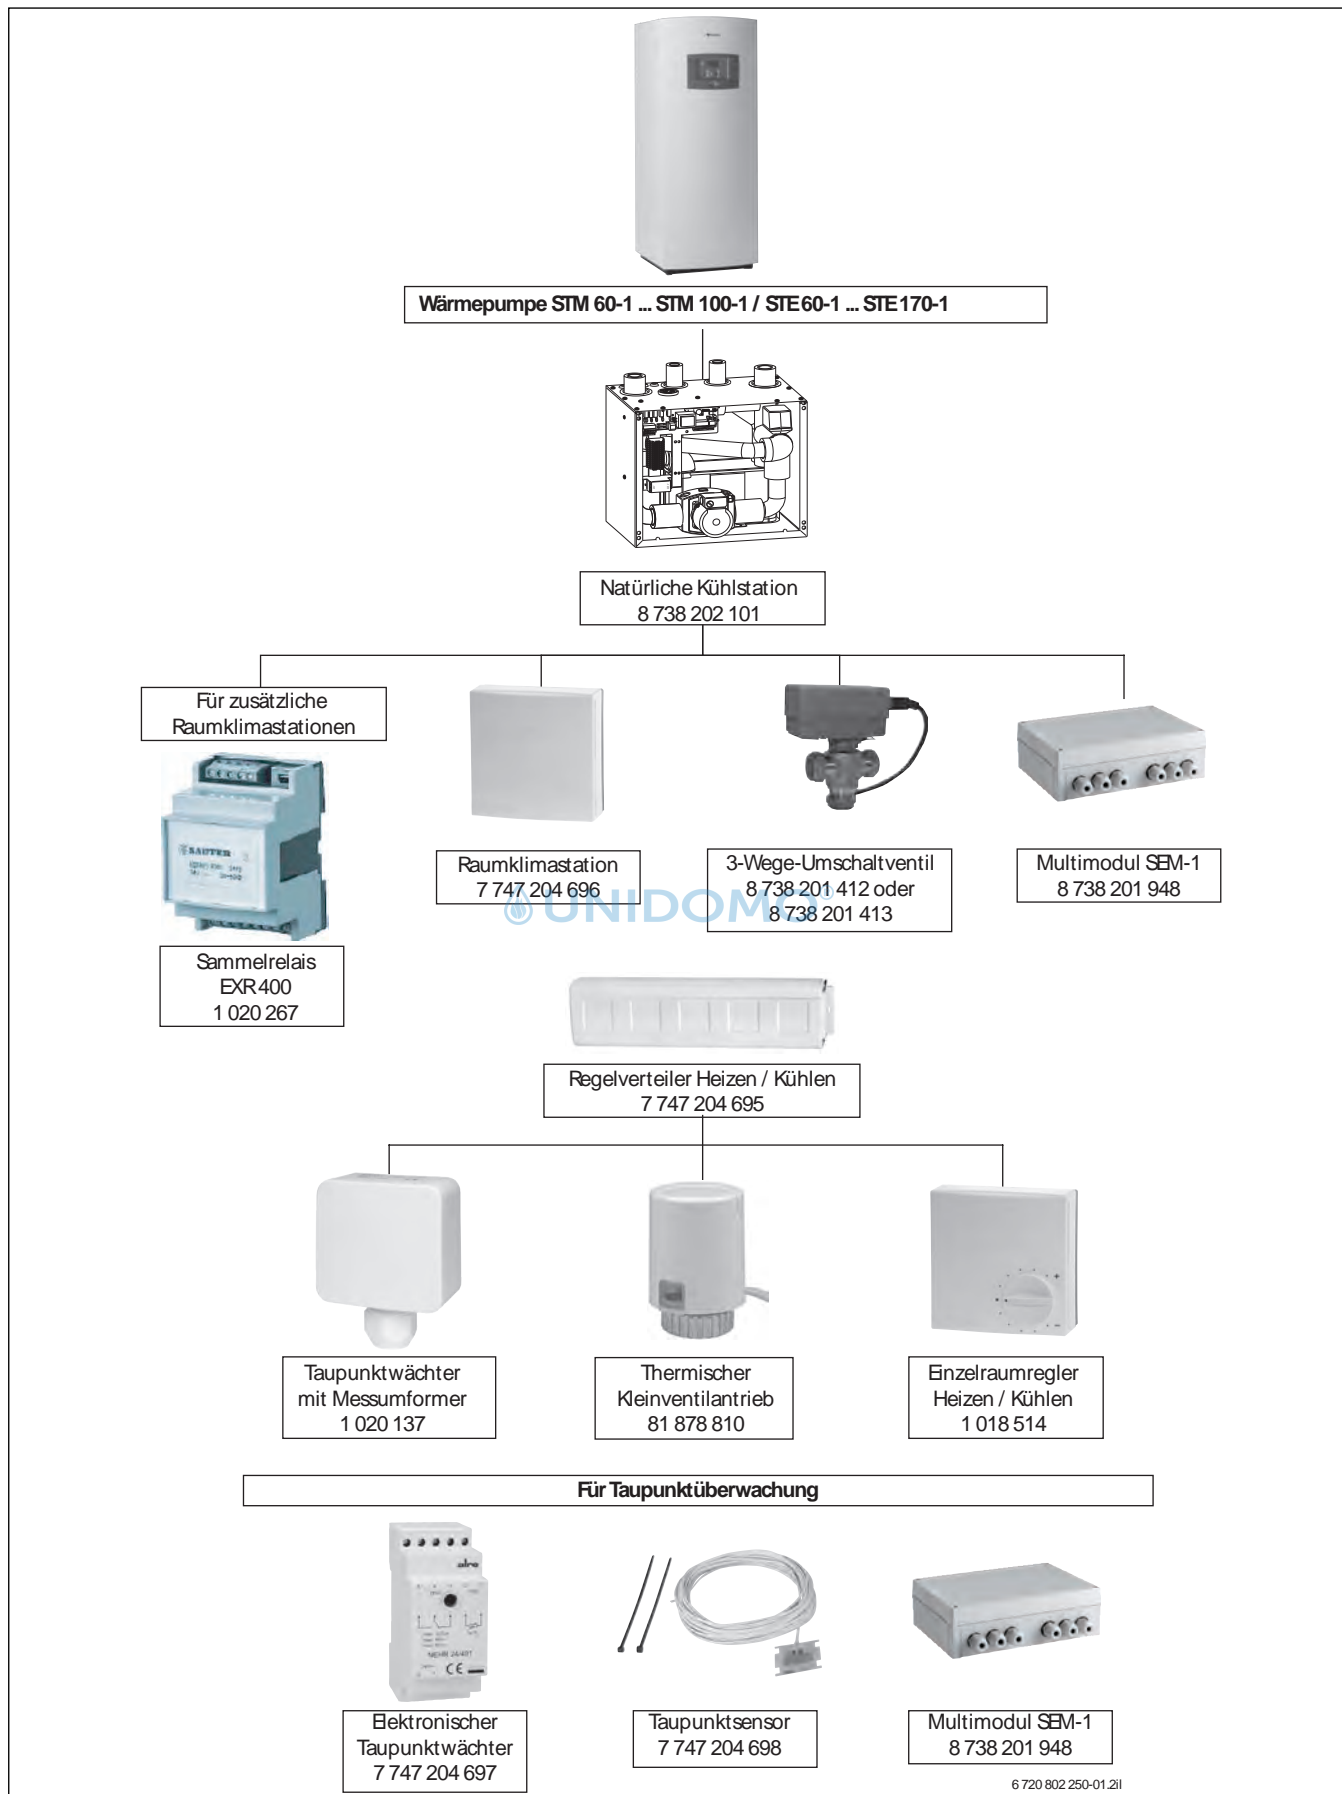 Wärmepumpe STM 60-1 ... STM 100-1 / STE 60-1 ... STE 170-1
Natürliche Kühlstation
8 738 202 101
Für zusätzliche
Raumklimastationen
SAUTER
Sammelrelais
EXR 400
1 020 267
Raumklimastation
7 747 204 696
3-Wege-Umschaltventil
8 738 201 412 oder
8 738 201 413
Multimodul SEM-1
8 738 201 948
UNIDOMO®
Regelverteiler Heizen / Kühlen
7 747 204 695
Taupunktwächter
mit Messumformer
1 020 137
Thermischer
Kleinventilantrieb
81 878 810
Einzelraumregler
Heizen / Kühlen
1 018 514
Für Taupunktüberwachung
alre
CE
Elektronischer
Taupunktwächter
7 747 204 697
Taupunktsensor
7 747 204 698
Multimodul SEM-1
8 738 201 948
6 720 802 250-01.2il